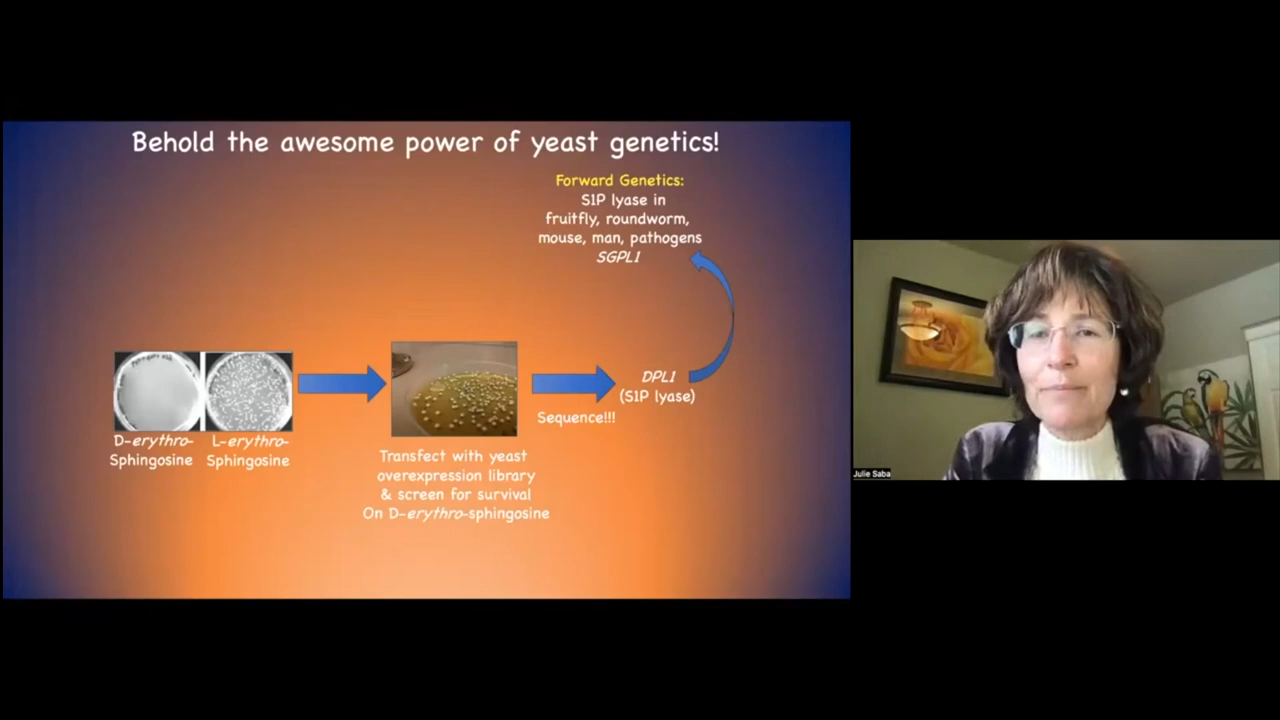 Behold the awesome power of yeast genetics!
Forward Genetics:
S1P lyase in
fruitfly, roundworm,
mouse, man, pathogens
SGPL1
D-erythro-
Sphingosine
L-erythro-
Sphingosine
Transfect with yeast
overexpression library
& screen for survival
On D-erythro-sphingosine
Sequence!!!
DPL1
(S1P lyase)
Julie Saba